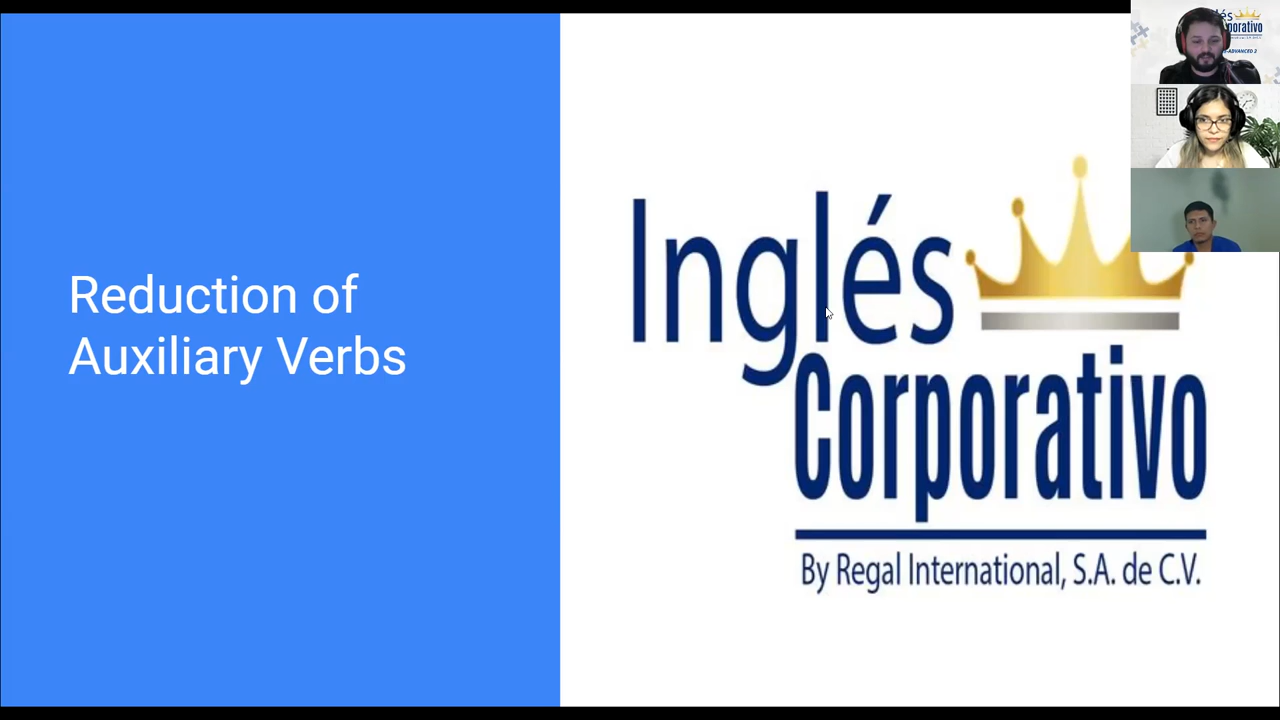 Reduction of
Auxiliary Verbs
Inglés
Corporativo
By Regal International, S.A. de C.V.